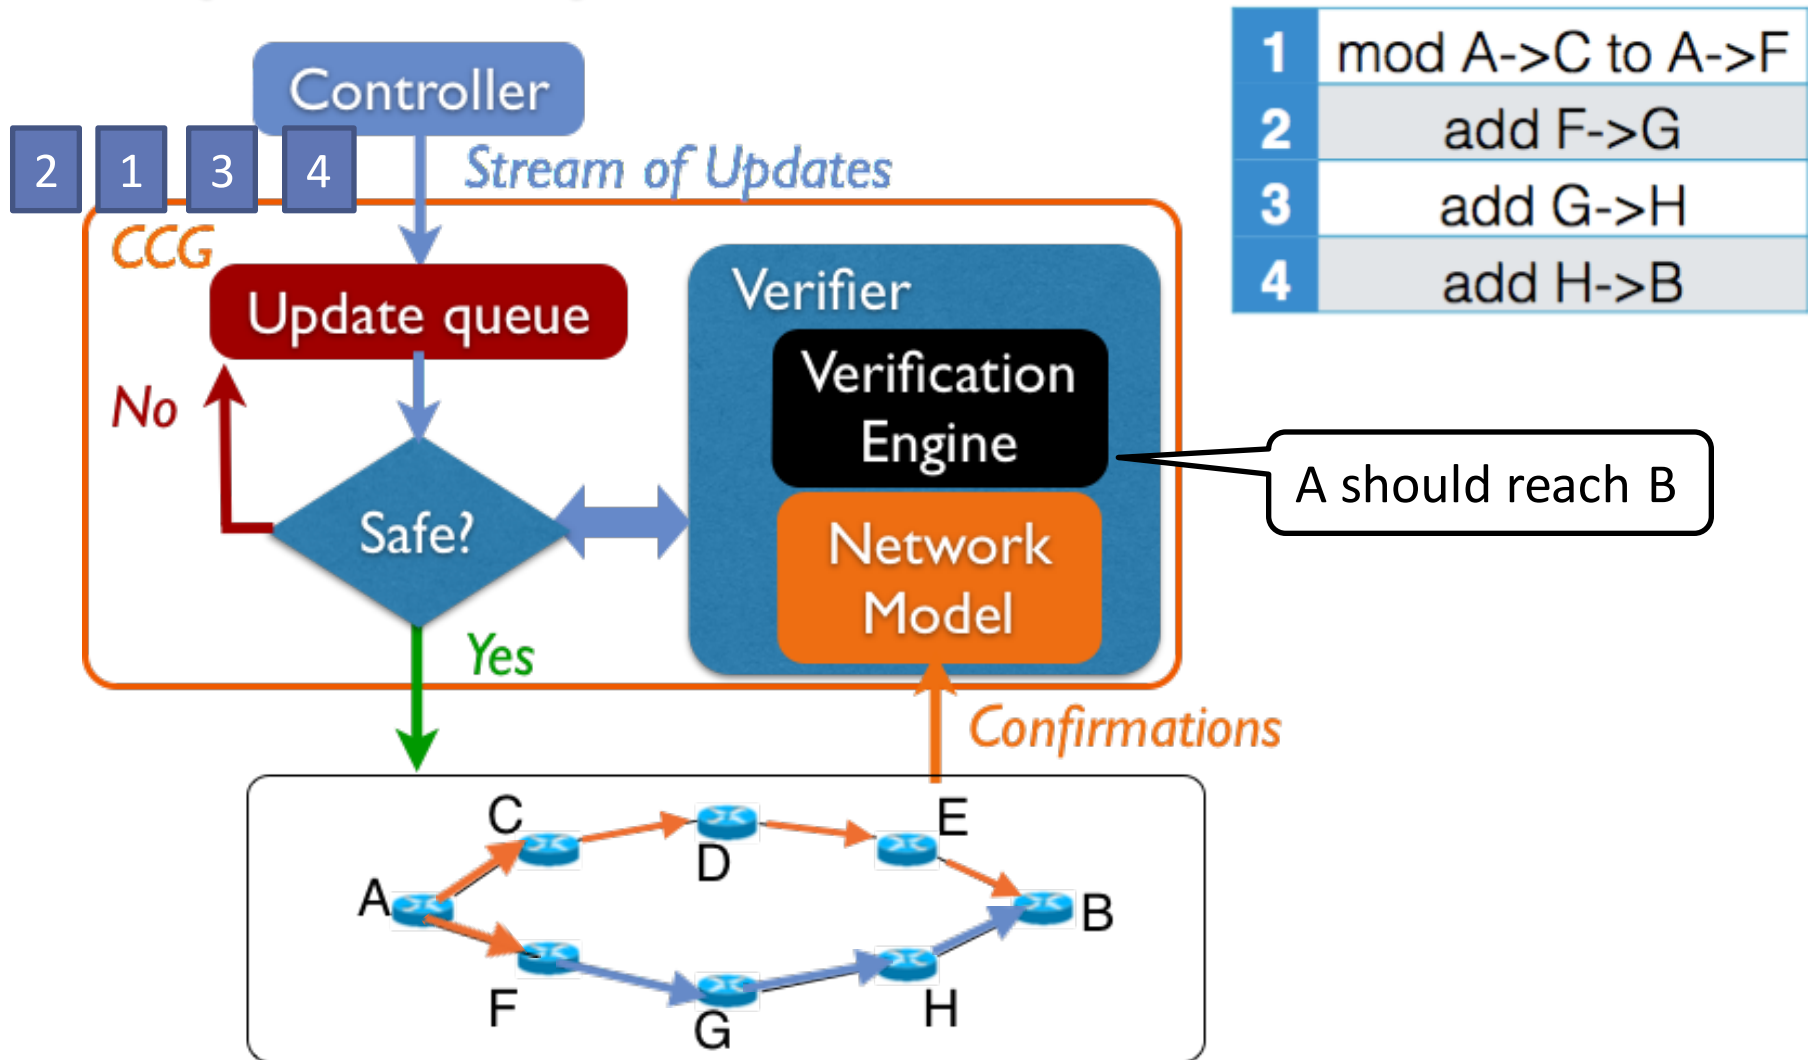 Controller
2 1 3 4
Stream of Updates
CCG
Update queue
No
Safe?
Yes
Verifier
Verification
Engine
Network
Model
Confirmations
1 mod A->C to A->F
2 add F->G
3 add G->H
4 add H->B
A should reach B
C
E
D
A
B
F
H
G